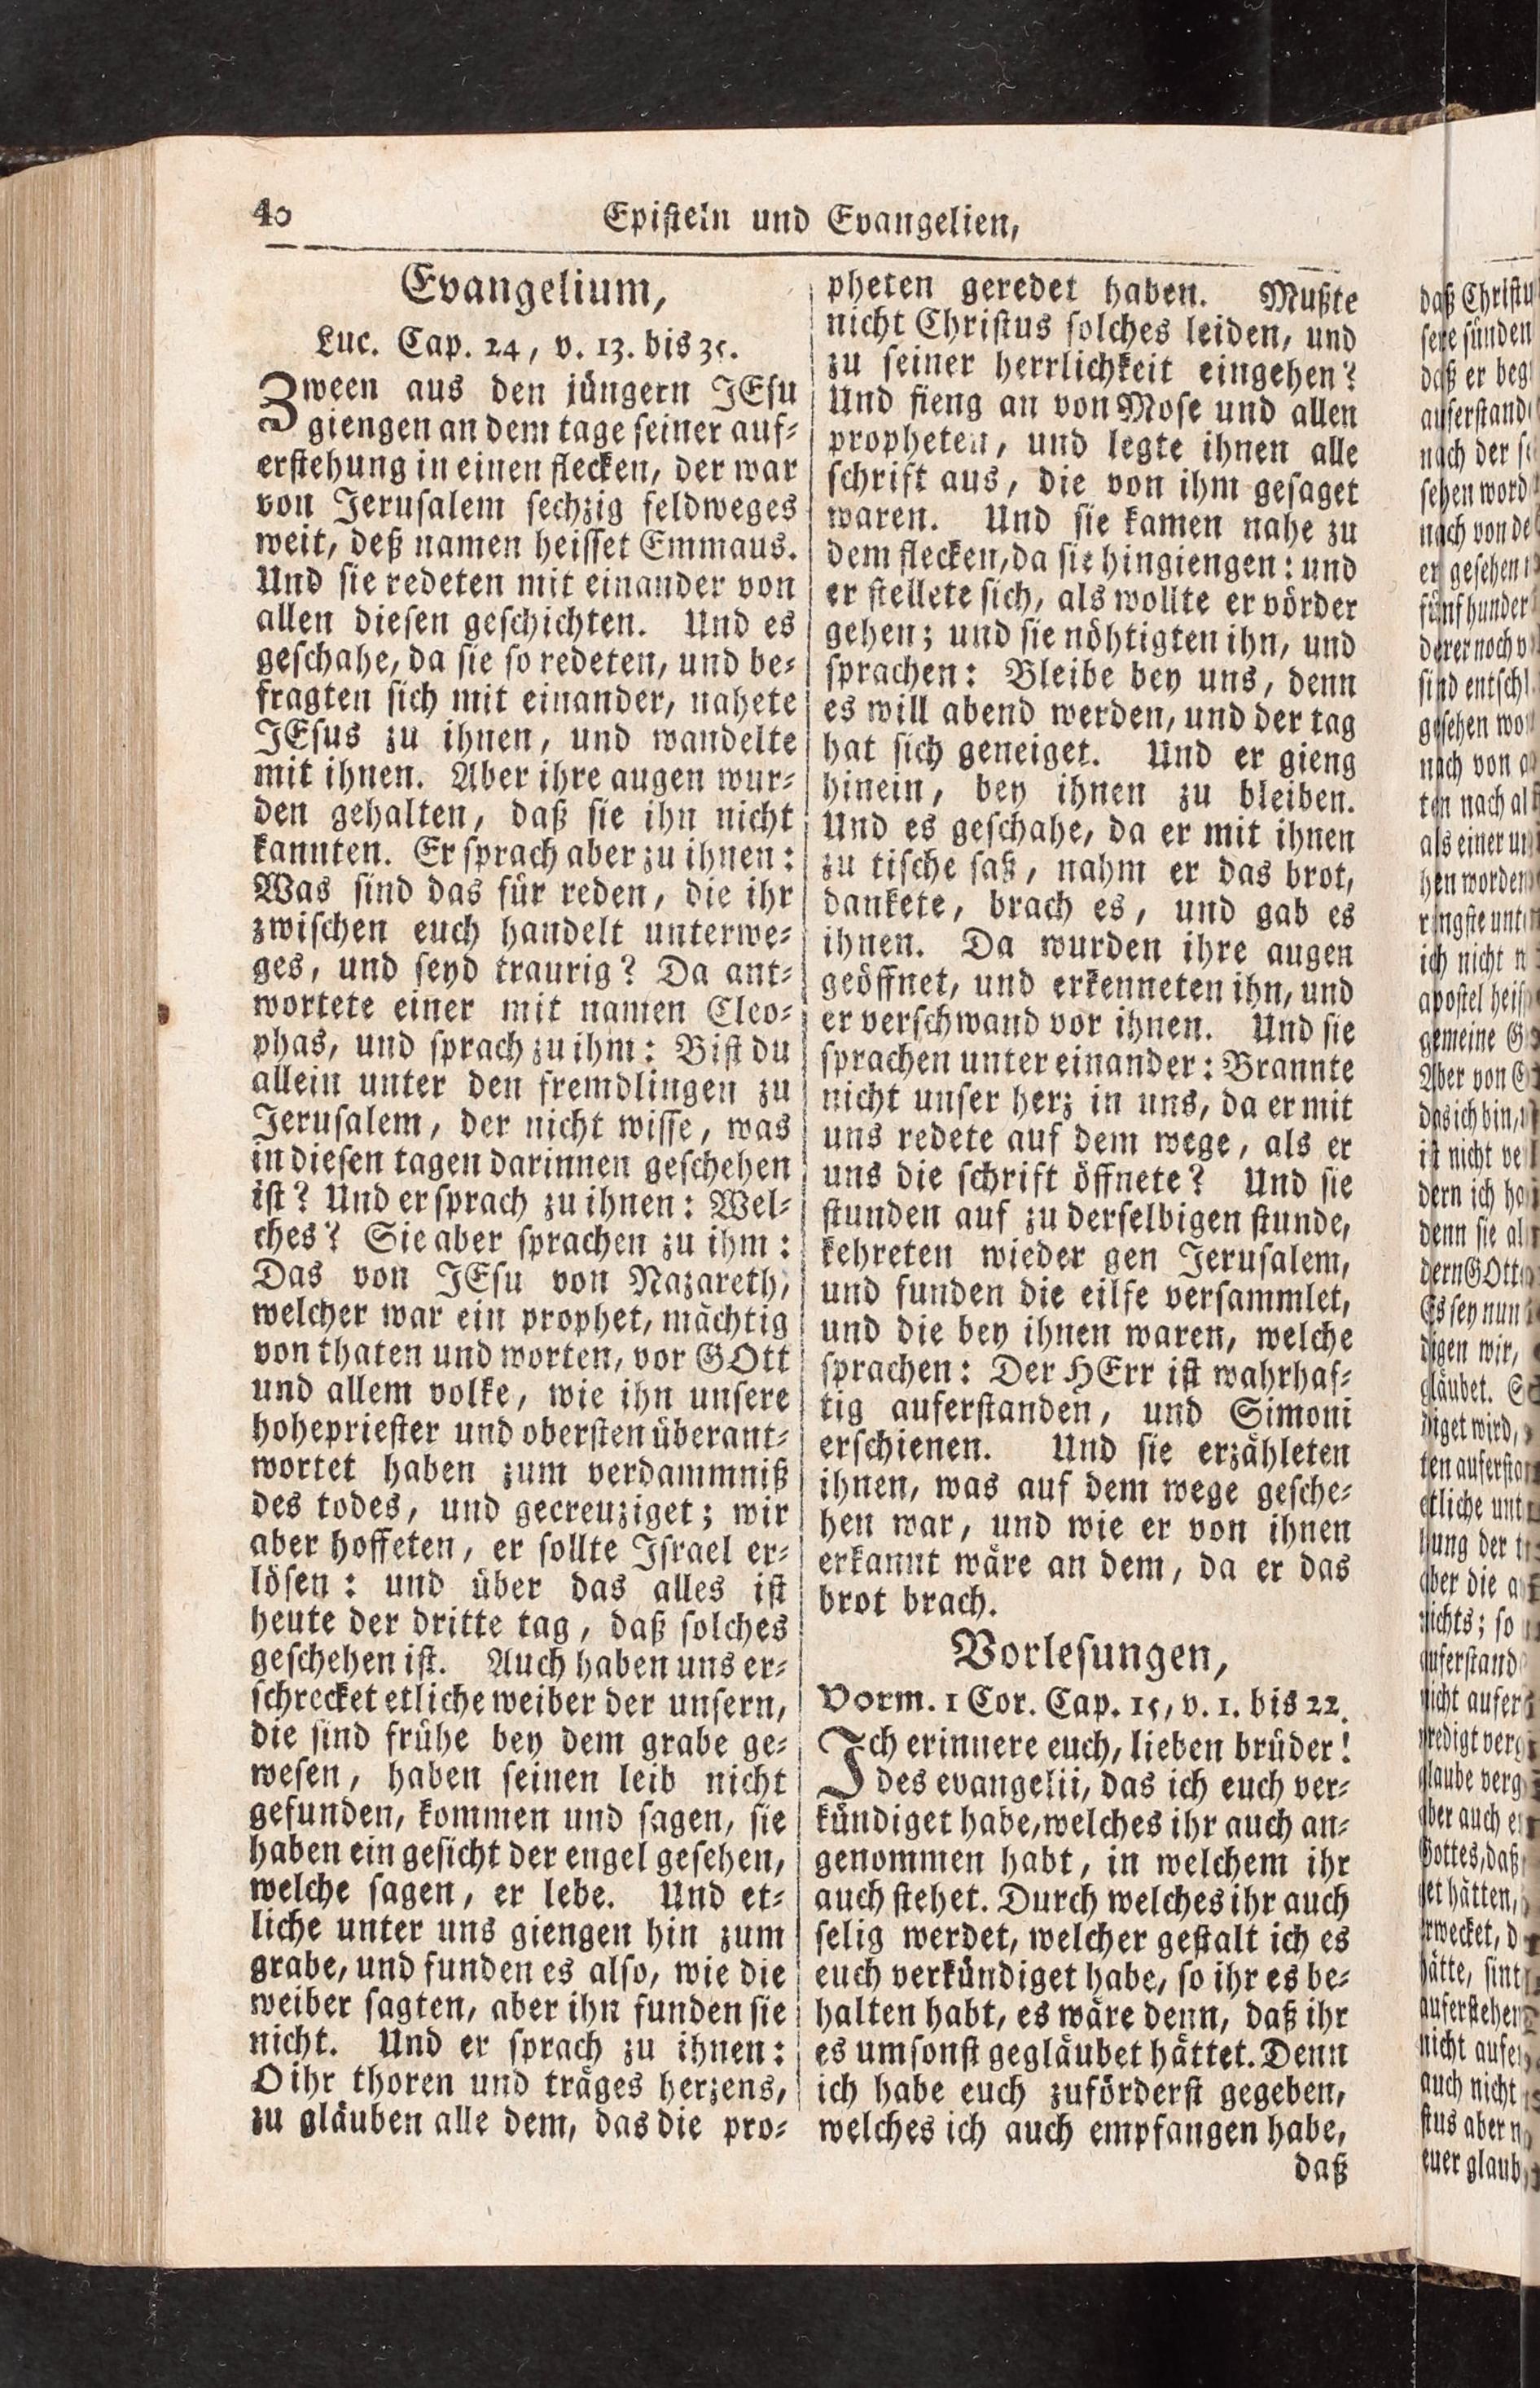 40
Epiſteln und Evangelien,
Evangelium,
Luc. Cap. 24, v. 13. bis 35.
Zween aus den jüngern JEſu
giengen an dem tage ſeiner auf-
erſtehung in einen flecken, der war
von Jeruſalem ſechzig feldweges
weit, deß namen heiſſet Emmaus.
Und ſie redeten mit einander von
allen dieſen geſchichten. Und es
geſchahe, da ſie ſo redeten, und be-
fragten ſich mit einander, nahete
JEſus zu ihnen, und wandelte
mit ihnen. Aber ihre augen wur-
den gehalten, daß ſie ihn nicht
kannten. Er ſprach aber zu ihnen:
Was ſind das für reden, die ihr
zwiſchen euch handelt unterwe-
ges, und ſeyd traurig? Da ant-
wortete einer mit namen Cleo-
phas, und ſprach zu ihm: Biſt du
allein unter den fremdlingen zu
Jeruſalem, der nicht wiſſe, was
in dieſen tagen darinnen geſchehen
iſt? Und er ſprach zu ihnen: Wel-
ches? Sie aber ſprachen zu ihm:
Das von JEſu von Nazareth,
welcher war ein prophet, mächtig
von thaten und worten, vor GOtt
und allem volke, wie ihn unſere
hoheprieſter und oberſten überant-
wortet haben zum verdammniß
des todes, und gecreuziget; wir
aber hoffeten, er ſollte Iſrael er-
löſen: und über das alles iſt
heute der dritte tag, daß ſolches
geſchehen iſt. Auch haben uns er-
ſchrecket etliche weiber der unſern,
die ſind frühe bey dem grabe ge-
weſen, haben ſeinen leib nicht
gefunden, kommen und ſagen, ſie
haben ein geſicht der engel geſehen,
welche ſagen, er lebe. Und et-
liche unter uns giengen hin zum
grabe, und funden es alſo, wie die
weiber ſagten, aber ihn funden ſie
nicht. Und er ſprach zu ihnen:
O ihr thoren und träges herzens,
zu gläuben alle dem, das die pro-
pheten geredet haben. Mußte
nicht Chriſtus ſolches leiden, und
zu ſeiner herrlichkeit eingehen?
Und fieng an von Moſe und allen
propheten, und legte ihnen alle
ſchrift aus, die von ihm geſaget
waren. Und ſie kamen nahe zu
dem flecken, da ſie hingiengen: und
er ſtellete ſich, als wollte er vörder
gehen; und ſie nöhtigten ihn, und
ſprachen: Bleibe bey uns, denn
es will abend werden, und der tag
hat ſich geneiget. Und er gieng
hinein, bey ihnen zu bleiben.
Und es geſchahe, da er mit ihnen
zu tiſche ſaß, nahm er das brot,
dankete, brach es, und gab es
ihnen. Da wurden ihre augen
geöffnet, und erkenneten ihn, und
er verſchwand vor ihnen. Und ſie
ſprachen unter einander: Brannte
nicht unſer herz in uns, da er mit
uns redete auf dem wege, als er
uns die ſchrift öffnete? Und ſie
ſtunden auf zu derſelbigen ſtunde,
kehreten wieder gen Jeruſalem,
und funden die eilfe verſammlet,
und die bey ihnen waren, welche
ſprachen: Der HErr iſt wahrhaf-
tig auferſtanden, und Simoni
erſchienen. Und ſie erzähleten
ihnen, was auf dem wege geſche-
hen war, und wie er von ihnen
erkannt wäre an dem, da er das
brot brach.
Vorleſungen,
Vorm. 1 Cor. Cap. 15, v. 1. bis 22.
Ich erinnere euch, lieben brüder!
des evangelii, das ich euch ver-
kündiget habe, welches ihr auch an-
genommen habt, in welchem ihr
auch ſtehet. Durch welches ihr auch
ſelig werdet, welcher geſtalt ich es
euch verkündiget habe, ſo ihr es be-
halten habt, es wäre denn, daß ihr
es umſonſt gegläubet hättet. Denn
ich habe euch zuförderſt gegeben,
welches ich auch empfangen habe,
daß